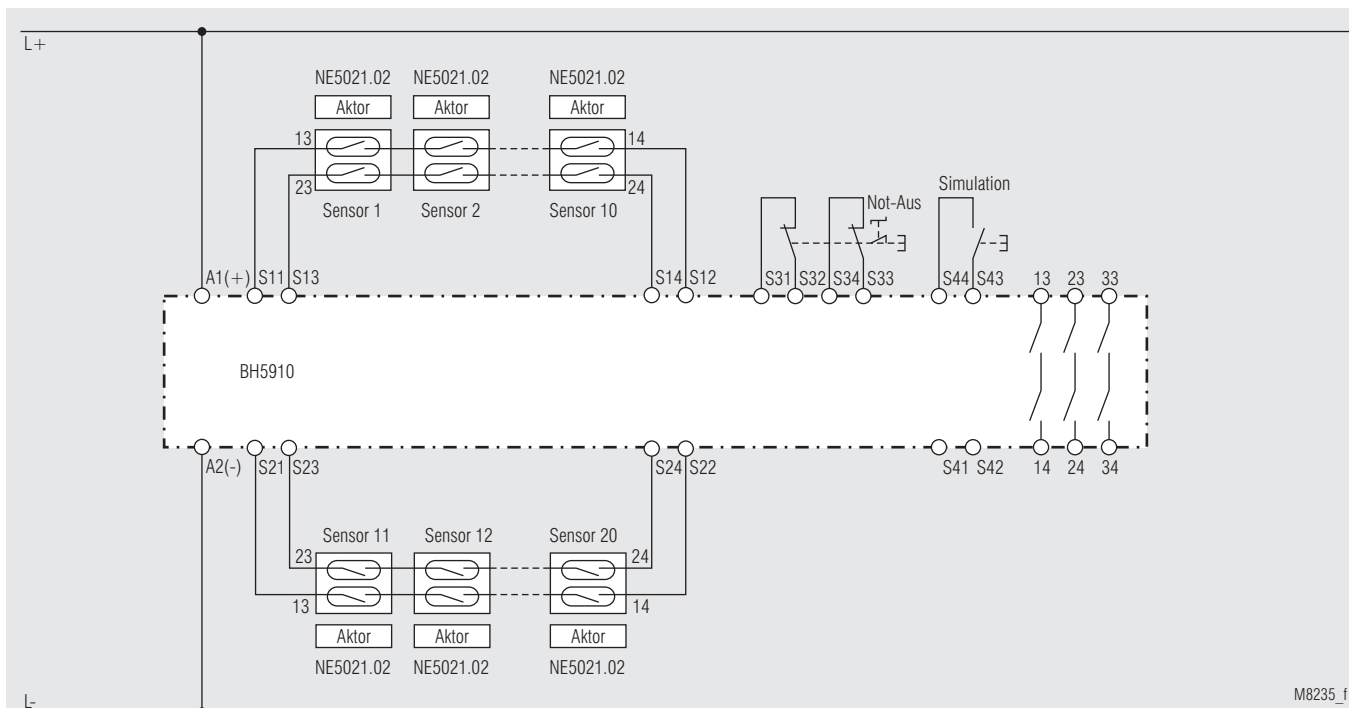 L+
NE5021.02 NE5021.02 NE5021.02
Aktor Aktor Aktor
13 14
23 24
Sensor 1 Sensor 2 Sensor 10
Simulation
Not-Aus
A1(+) S11 S13 S14 S12 S31 S32 S34 S33 S44 S43 13 23 33
BH5910
A2(-) S21 S23 S24 S22 S41 S42 14 24 34
Sensor 11 Sensor 12 Sensor 20
23 24
13 14
Aktor Aktor Aktor
NE5021.02 NE5021.02 NE5021.02
L-
M8235_f